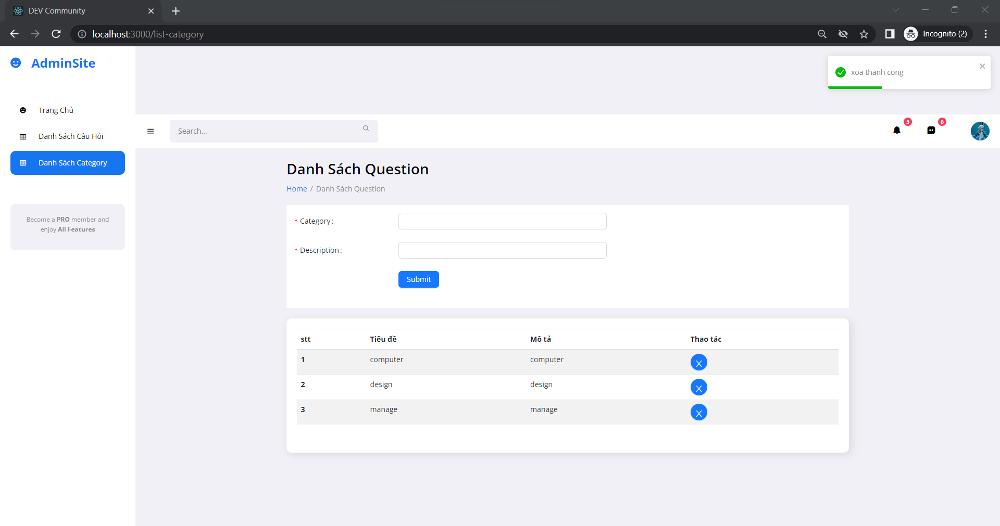 DEV Community
localhost:3000/list-category
Incognito (2)
AdminSite
xoa thanh cong
Trang Chủ
Danh Sách Câu Hỏi
Danh Sách Category
Become a PRO member and
enjoy All Features
Search...
5
8
Danh Sách Question
Home / Danh Sách Question
* Category:
* Description:
Submit
stt Tiêu đề Mô tả Thao tác
1 computer computer X
2 design design X
3 manage manage X